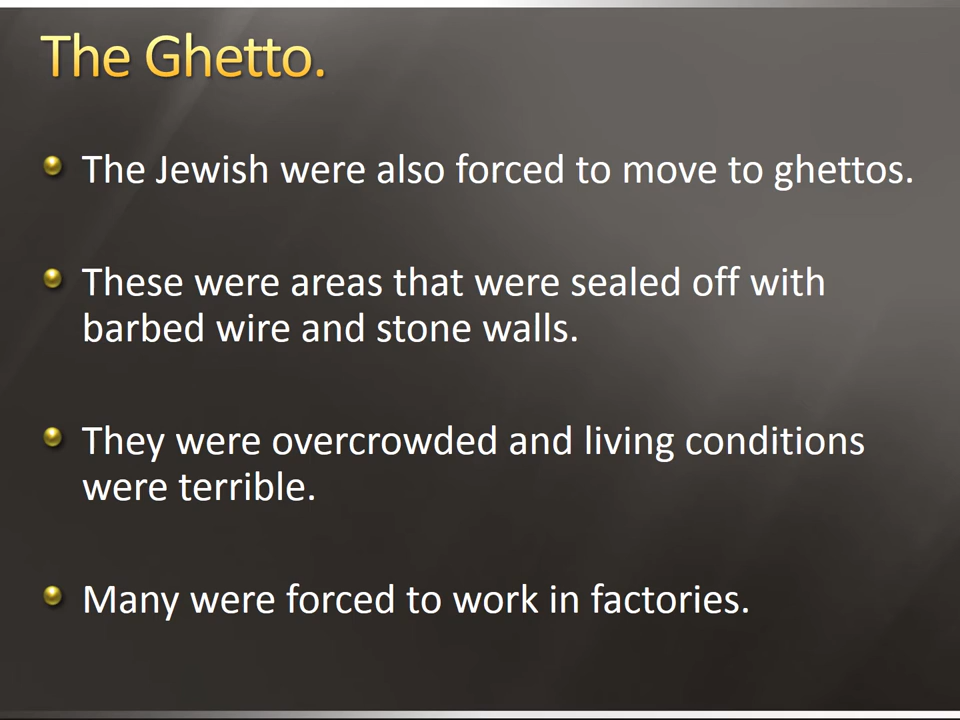 The Ghetto.
The Jewish were also forced to move to ghettos.
These were areas that were sealed off with
barbed wire and stone walls.
They were overcrowded and living conditions
were terrible.
Many were forced to work in factories.